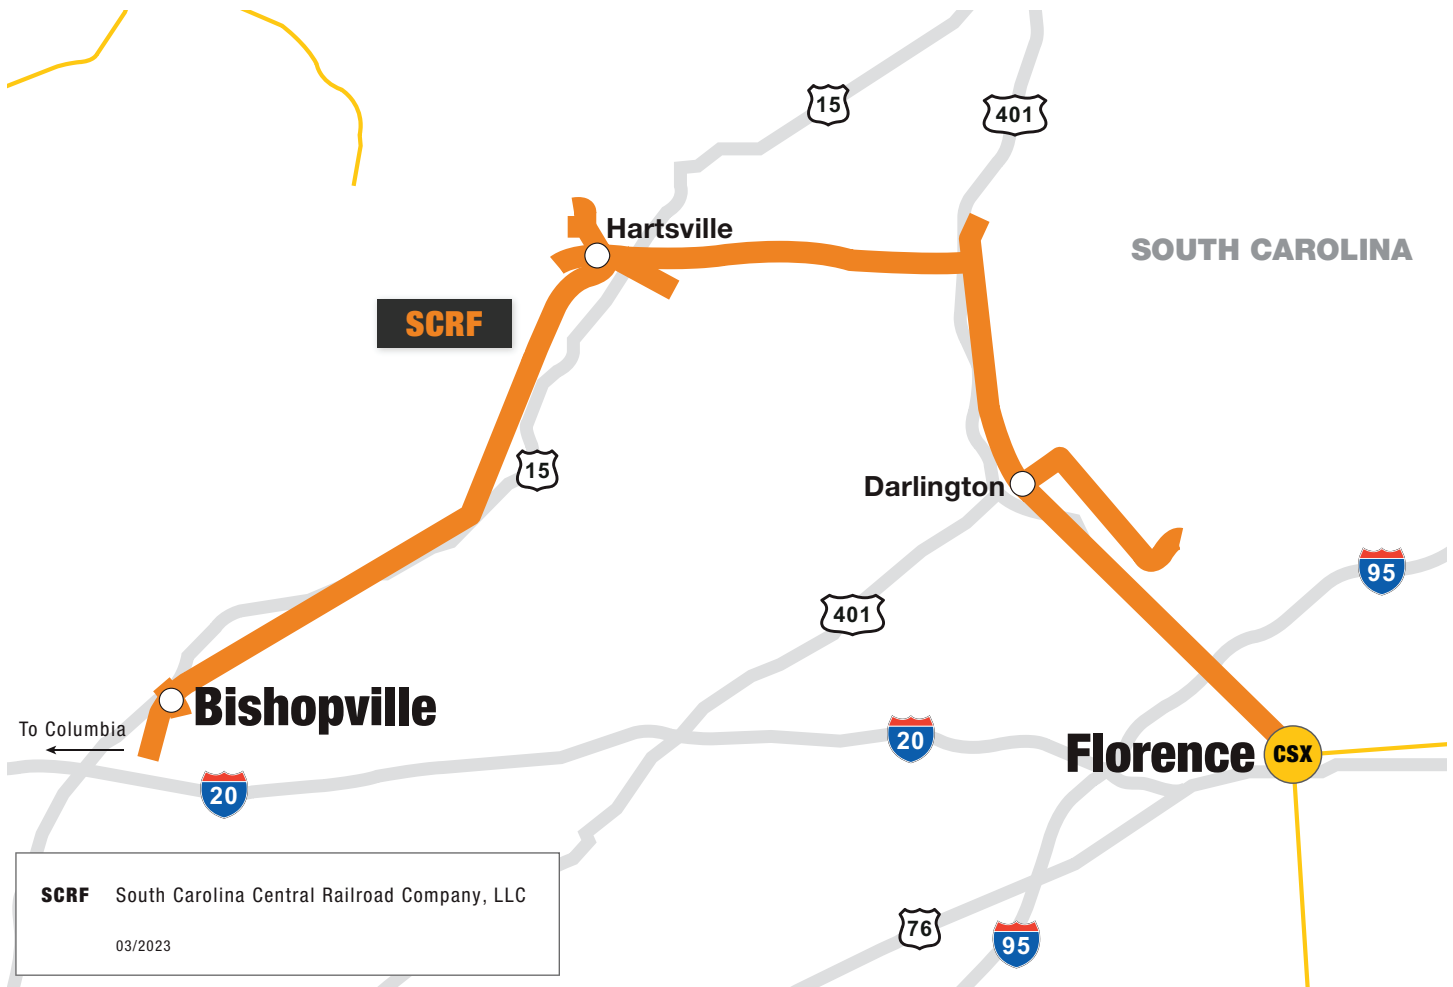 15
401
Hartsville
SOUTH CAROLINA
SCRF
15
Darlington
95
401
Bishopville
To Columbia
20
Florence
CSX
20
SCRF South Carolina Central Railroad Company, LLC
03/2023
76
95